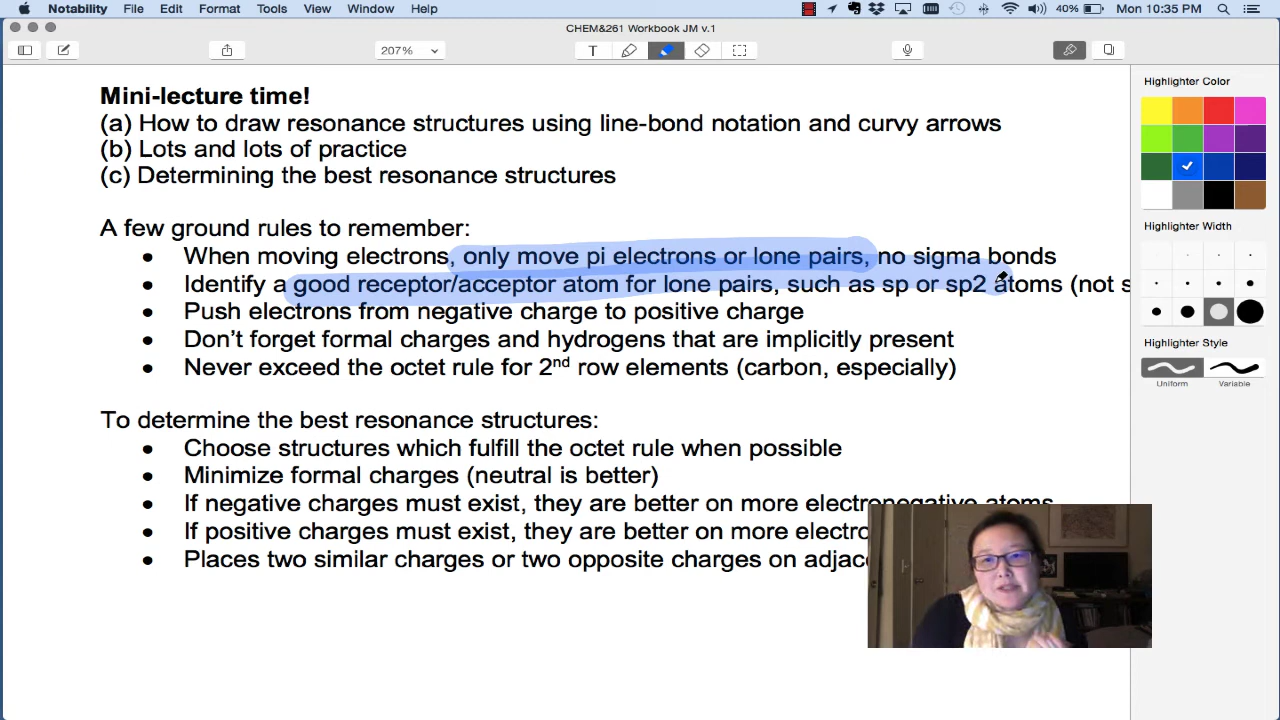 Notability File Edit Format Tools View Window Help 40% Mon 10:35 PM
CHEM&261 Workbook JM v.1
207% T
Mini-lecture time!
(a) How to draw resonance structures using line-bond notation and curvy arrows
(b) Lots and lots of practice
(c) Determining the best resonance structures
A few ground rules to remember:
• When moving electrons, only move pi electrons or lone pairs, no sigma bonds
• Identify a good receptor/acceptor atom for lone pairs, such as sp or sp2 atoms (not s
• Push electrons from negative charge to positive charge
• Don't forget formal charges and hydrogens that are implicitly present
• Never exceed the octet rule for 2nd row elements (carbon, especially)
To determine the best resonance structures:
• Choose structures which fulfill the octet rule when possible
• Minimize formal charges (neutral is better)
• If negative charges must exist, they are better on more electronegative atoms
• If positive charges must exist, they are better on more electro
• Places two similar charges or two opposite charges on adjac
Highlighter Color
Highlighter Width
Highlighter Style
Uniform Variable